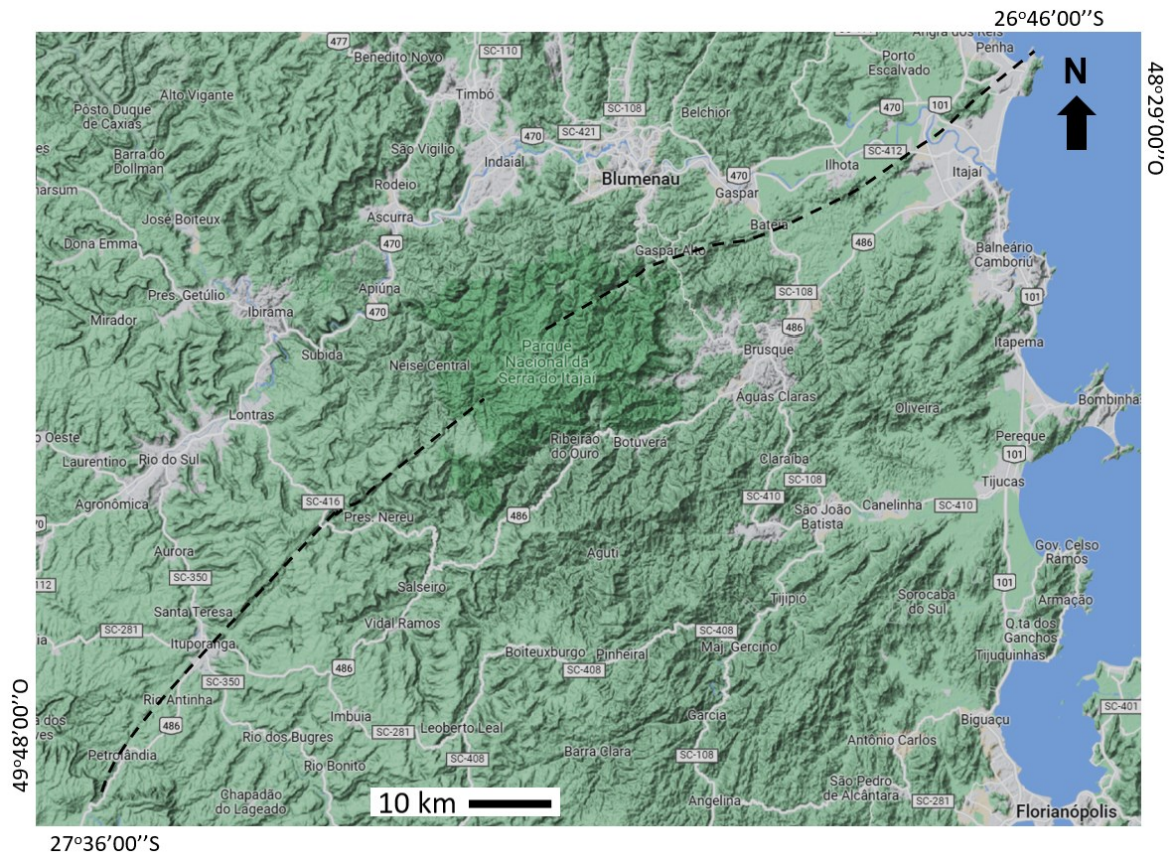 26°46'00''S
Angra dos Reis
Penha
477
SC-110
Benedito Novo
Porto
Escalvado
N
48°29'00''O
Alto Vigante
Timbó
SC-108
Belchior
470
101
Pôsto Duque
de Caxias
SC-421
470
São Vigilio
Indaial
Blumenau
SC-412
Barra do
Dollman
Ilhota
Itajaí
Rodeio
470
Gaspar
José Boiteux
Ascurra
Bateia
Dona Emma
470
486
Gaspar Alto
Balneário
Camboriú
Pres. Getúlio
Apiúna
SC-108
101
Ibirama
470
Mirador
486
Subida
Parque
Nacional da
Serra do Itajaí
Brusque
Itapema
Neise Central
Águas Claras
Bombinhas
Lontras
Oliveira
o Oeste
Rio do Sul
Ribeirão
do Ouro
Botuverá
Pereque
101
Laurentino
Claraíba
Tijucas
Agronômica
SC-416
SC-108
SC-410
Pres. Nereu
486
São João
Batista
Canelinha
SC-410
Aurora
Aguti
Gov. Celso
Ramos
SC-350
Salseiro
101
112
Tijipió
Sorocaba
do Sul
Armação
Santa Teresa
Vidal Ramos
SC-281
SC-408
Q.ta dos
Ganchos
Ituporanga
Boiteuxburgo
Pinheiral
Maj. Gercino
Tijuquinhas
486
SC-408
SC-350
49°48'00''O
Rio Antinha
SC-401
486
Imbuia
Garcia
Biguaçu
SC-281
Leoberto Leal
Rio dos Bugres
Antônio Carlos
Petrolândia
SC-408
Barra Clara
SC-108
Rio Bonito
São Pedro
de Alcântara
Chapadão
do Lageado
10 km
Angelina
SC-281
Florianópolis
27°36'00''S